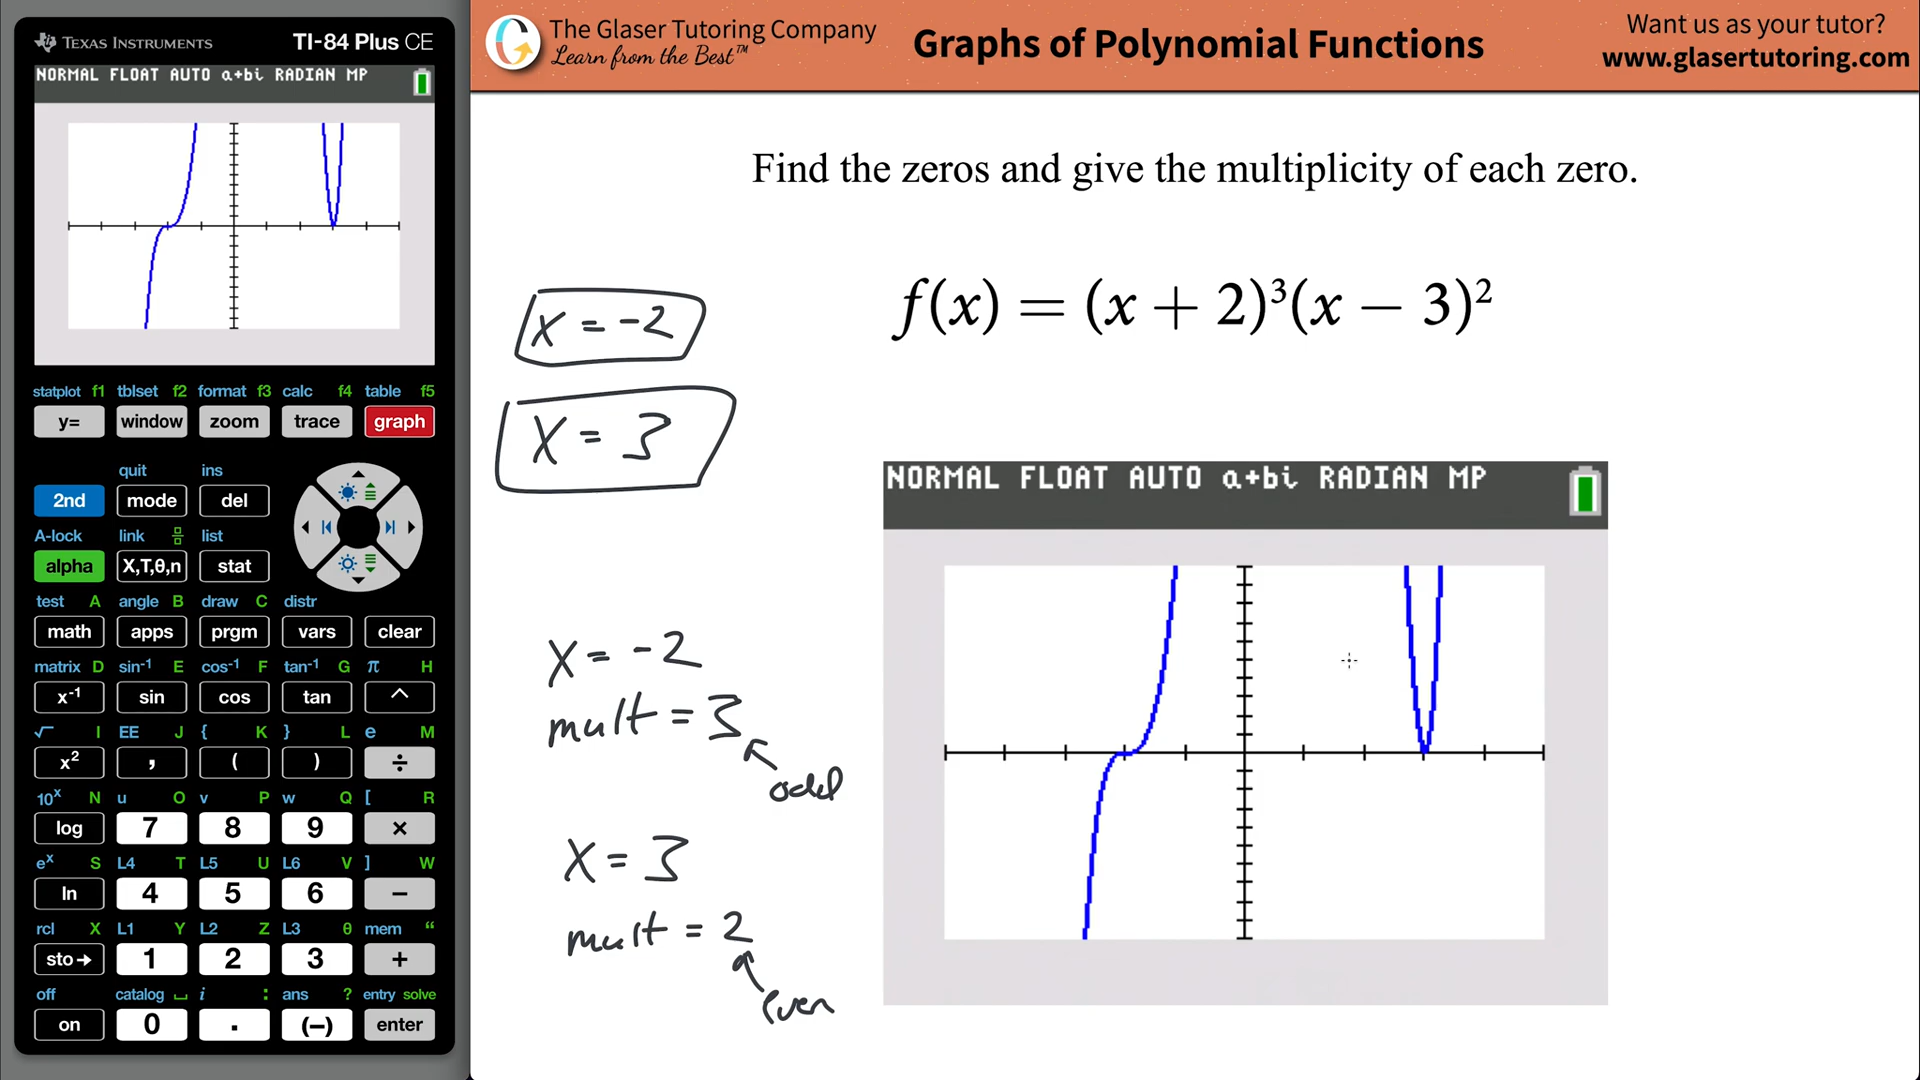 TEXAS INSTRUMENTS TI-84 Plus CE
NORMAL FLOAT AUTO a+bi RADIAN MP
statplot f1 tblset f2 format f3 calc f4 table f5
y= window zoom trace graph
quit ins
2nd mode del
A-lock link list
alpha X,T,θ,n stat
test A angle B draw C distr
math apps prgm vars clear
matrix D sin⁻¹ E cos⁻¹ F tan⁻¹ G π H
x⁻¹ sin cos tan ^
√ I EE J { K } L e M
x² , ( ) ÷
10ˣ N u O v P w Q [ R
log 7 8 9 ×
eˣ S L4 T L5 U L6 V ] W
ln 4 5 6 −
rcl X L1 Y L2 Z L3 θ mem “
sto→ 1 2 3 +
off catalog ⎵ i : ans ? entry solve
on 0 . (−) enter
The Glaser Tutoring Company
Learn from the Best™
Graphs of Polynomial Functions
Want us as your tutor?
www.glasertutoring.com
Find the zeros and give the multiplicity of each zero.
f(x) = (x + 2)³(x − 3)²
x = -2
x = 3
NORMAL FLOAT AUTO a+bi RADIAN MP
x = -2
mult = 3
odd
x = 3
mult = 2
even